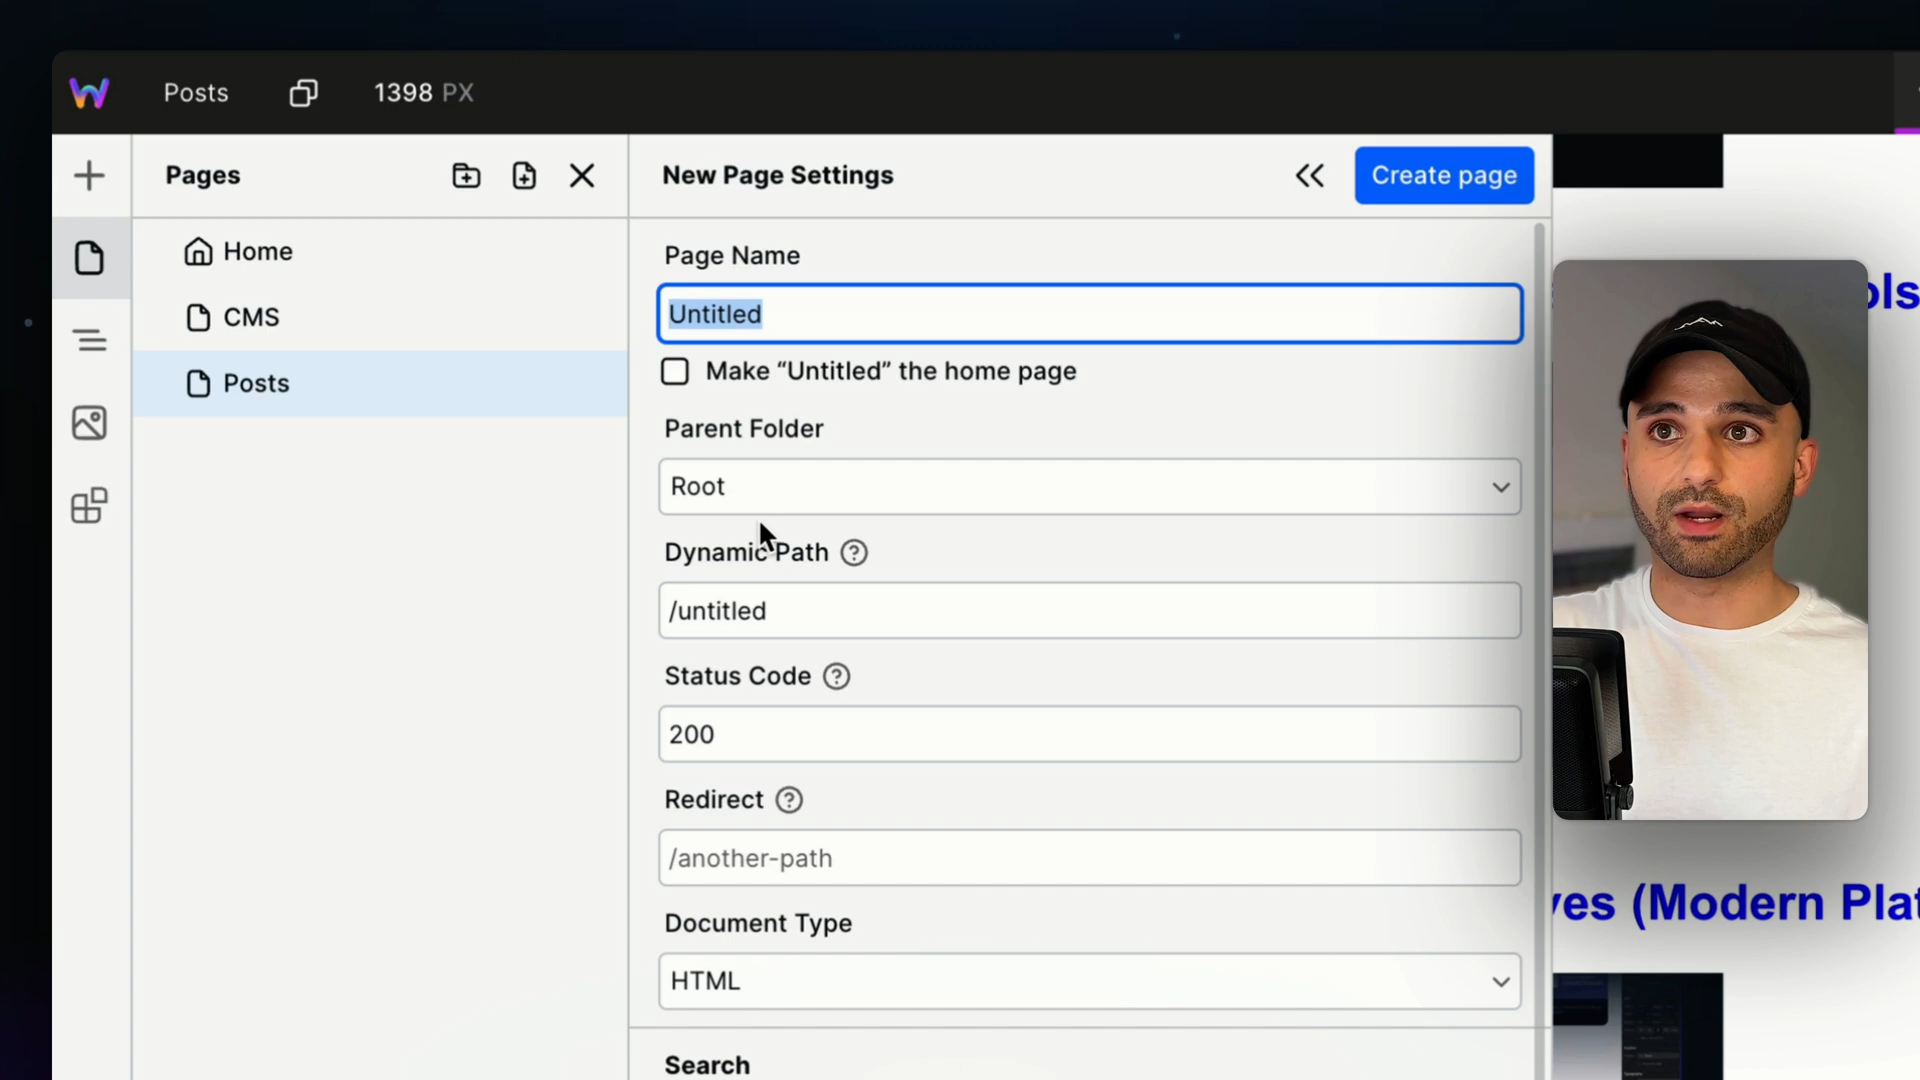 Posts
1398 PX
Pages
New Page Settings
Create page
Home
CMS
Posts
Page Name
Untitled
Make “Untitled” the home page
Parent Folder
Root
Dynamic Path
/untitled
Status Code
200
Redirect
/another-path
Document Type
HTML
Search
ols
ves (Modern Plat